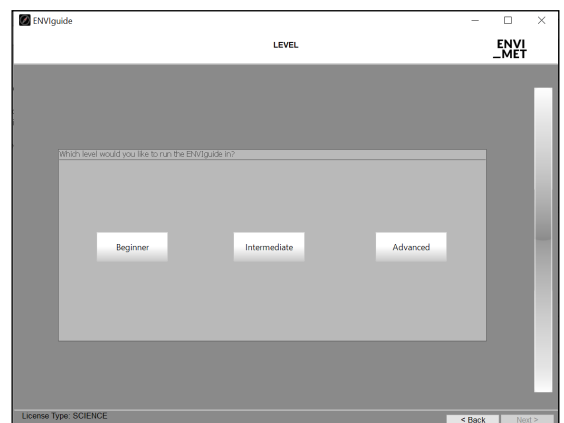 ENVIguide
LEVEL
ENVI
_MET
Which level would you like to run the ENVIguide in?
Beginner
Intermediate
Advanced
License Type: SCIENCE
< Back
Next >